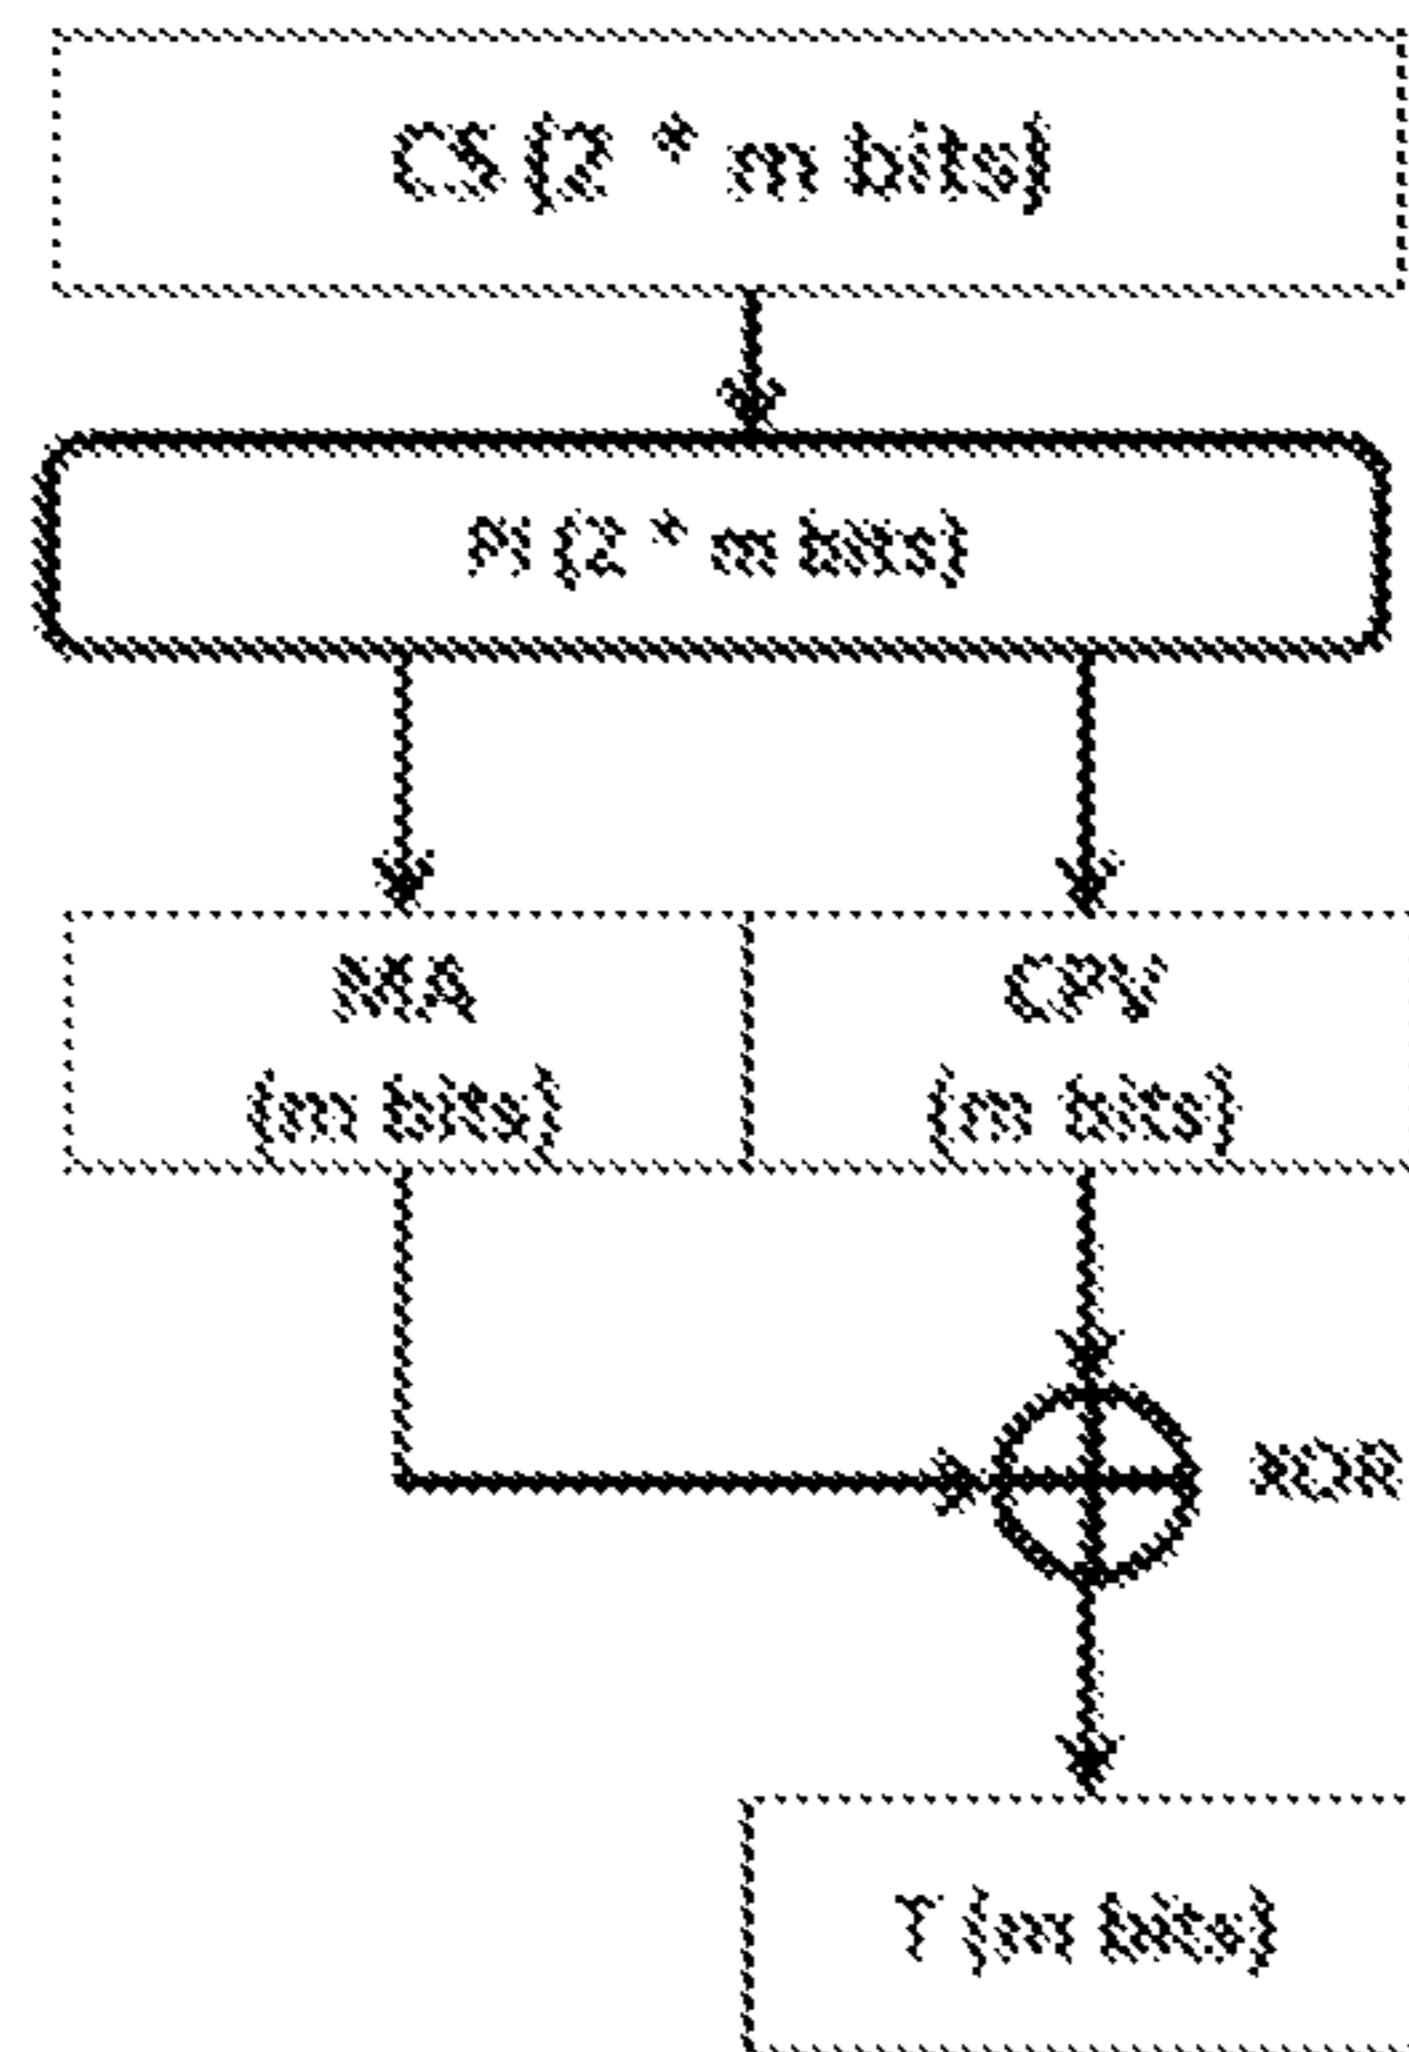 CS (2 * m bits)
Pi (2 * m bits)
MA
(m bits)
CPV
(m bits)
XOR
T (m bits)